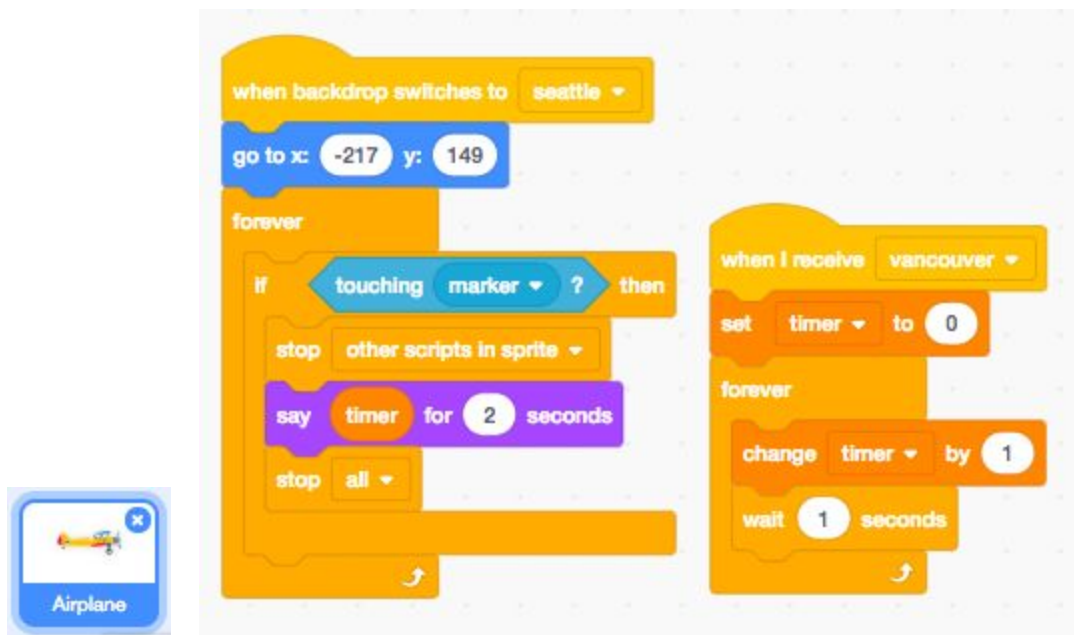 when backdrop switches to seattle
go to x: -217 y: 149
forever
if touching marker ? then
stop other scripts in sprite
say timer for 2 seconds
stop all
when I receive vancouver
set timer to 0
forever
change timer by 1
wait 1 seconds
Airplane